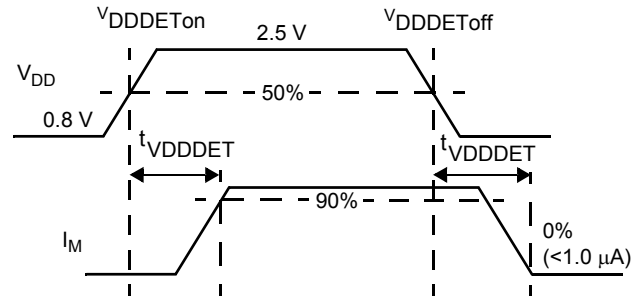 VDDDETon
VDDDEToff
2.5 V
VDD
50%
0.8 V
tVDDDET
tVDDDET
90%
IM
0%
(<1.0 μA)